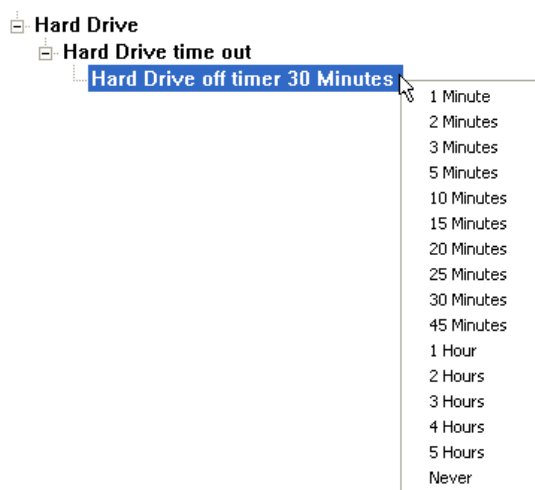 Hard Drive
Hard Drive time out
Hard Drive off timer 30 Minutes
1 Minute
2 Minutes
3 Minutes
5 Minutes
10 Minutes
15 Minutes
20 Minutes
25 Minutes
30 Minutes
45 Minutes
1 Hour
2 Hours
3 Hours
4 Hours
5 Hours
Never